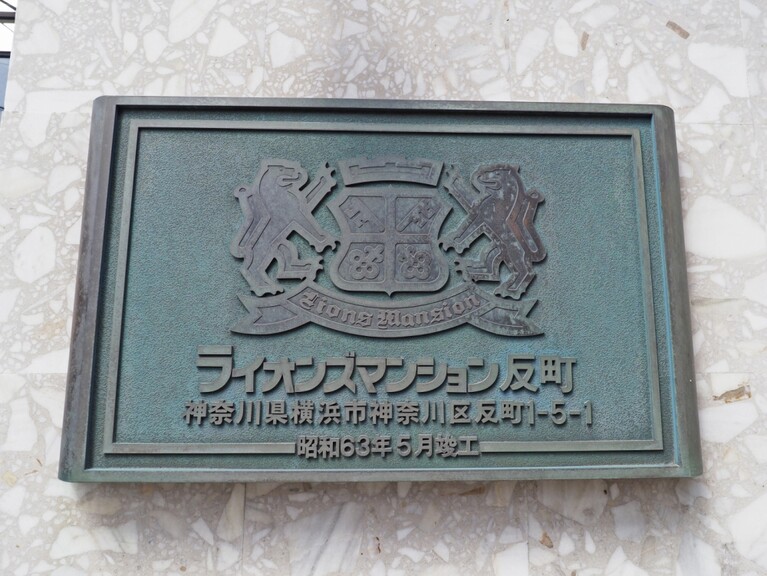 Lions Mansion
ライオンズマンション反町
神奈川県横浜市神奈川区反町1-5-1
昭和63年5月竣工